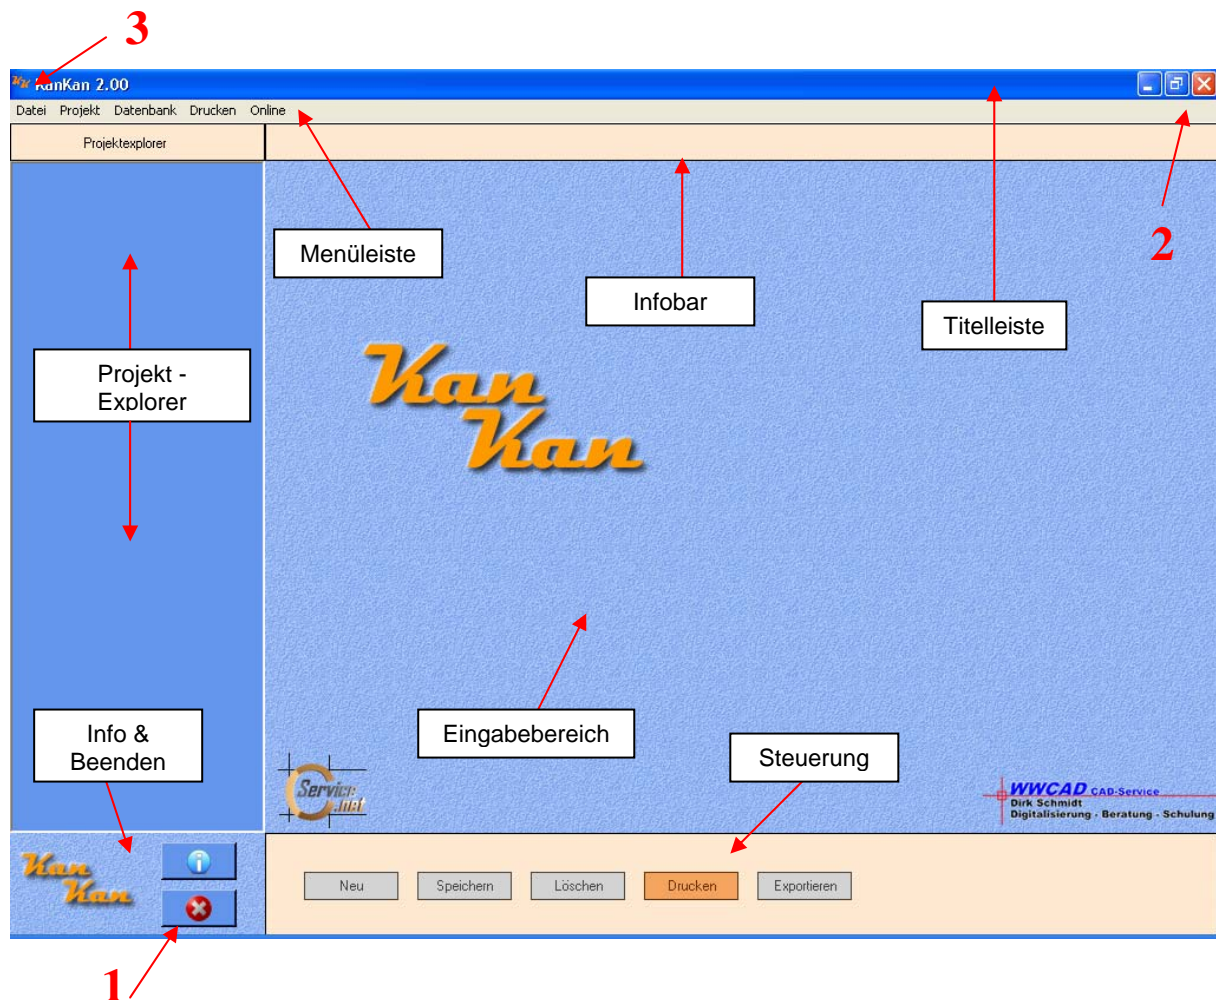 3
KanKan 2.00
Datei Projekt Datenbank Drucken Online
Projektexplorer
2
Menüleiste
Infobar
Titelleiste
Projekt -
Explorer
Kan
Kan
Info &
Beenden
Eingabebereich
Steuerung
Service
.net
WWCAD CAD-Service
Dirk Schmidt
Digitalisierung - Beratung - Schulung
Kan
Kan
Neu Speichern Löschen Drucken Exportieren
1